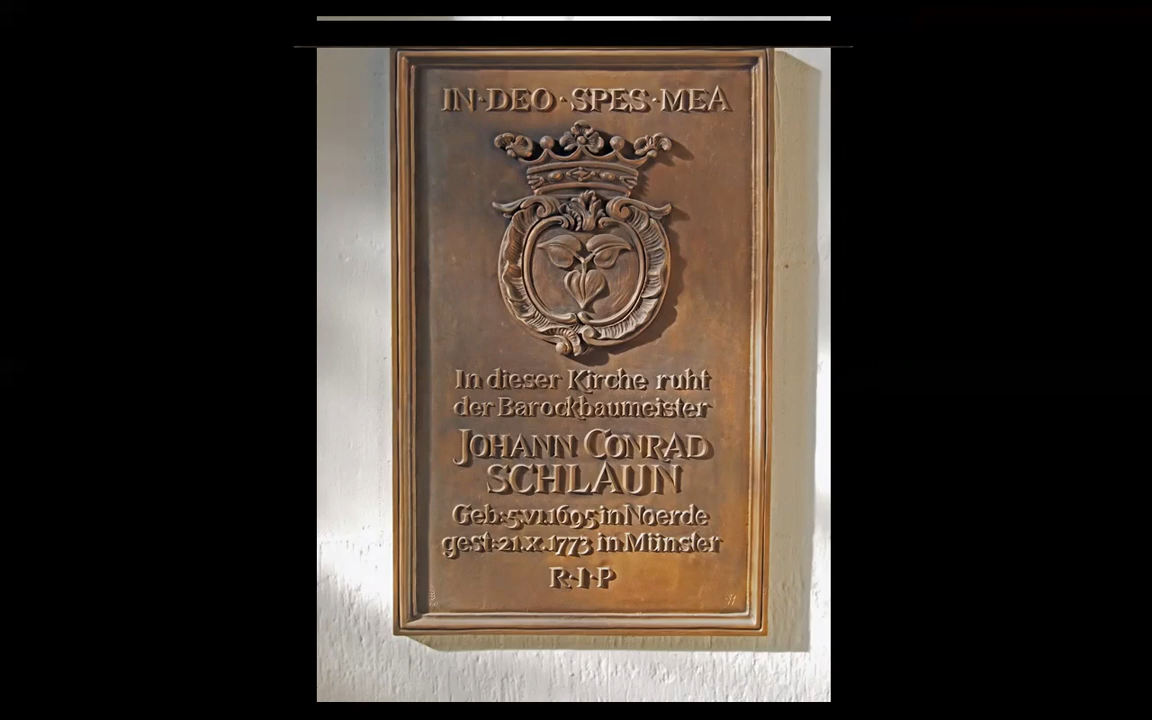 IN·DEO·SPES·MEA
In dieser Kirche ruht
der Barockbaumeister
JOHANN CONRAD
SCHLAUN
Geb:5.VI.1695 in Noerde
gest:21.X.1773 in Münster
R·I·P